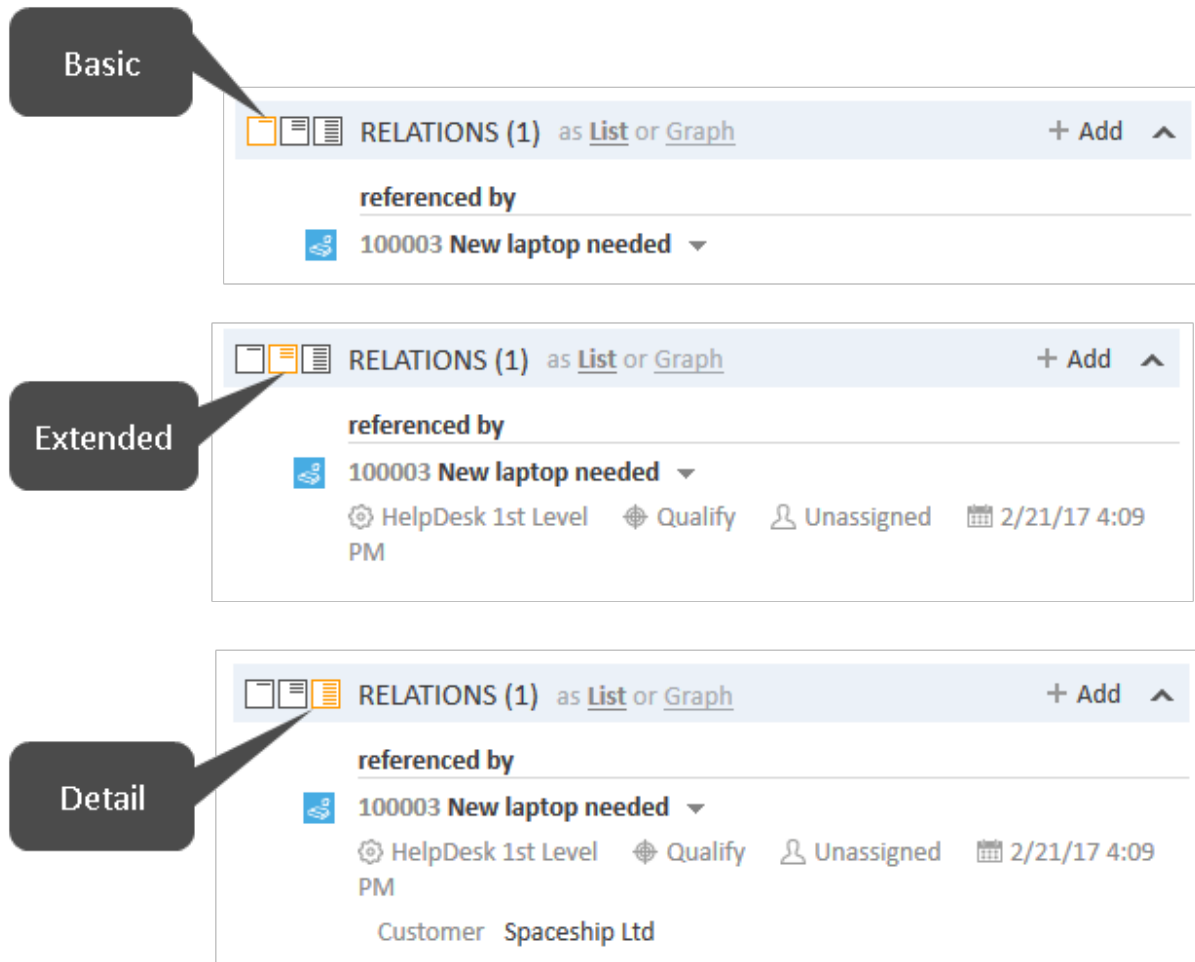 Basic
RELATIONS (1) as List or Graph + Add
referenced by
100003 New laptop needed
RELATIONS (1) as List or Graph + Add
Extended
referenced by
100003 New laptop needed
HelpDesk 1st Level Qualify Unassigned 2/21/17 4:09
PM
RELATIONS (1) as List or Graph + Add
Detail
referenced by
100003 New laptop needed
HelpDesk 1st Level Qualify Unassigned 2/21/17 4:09
PM
Customer Spaceship Ltd